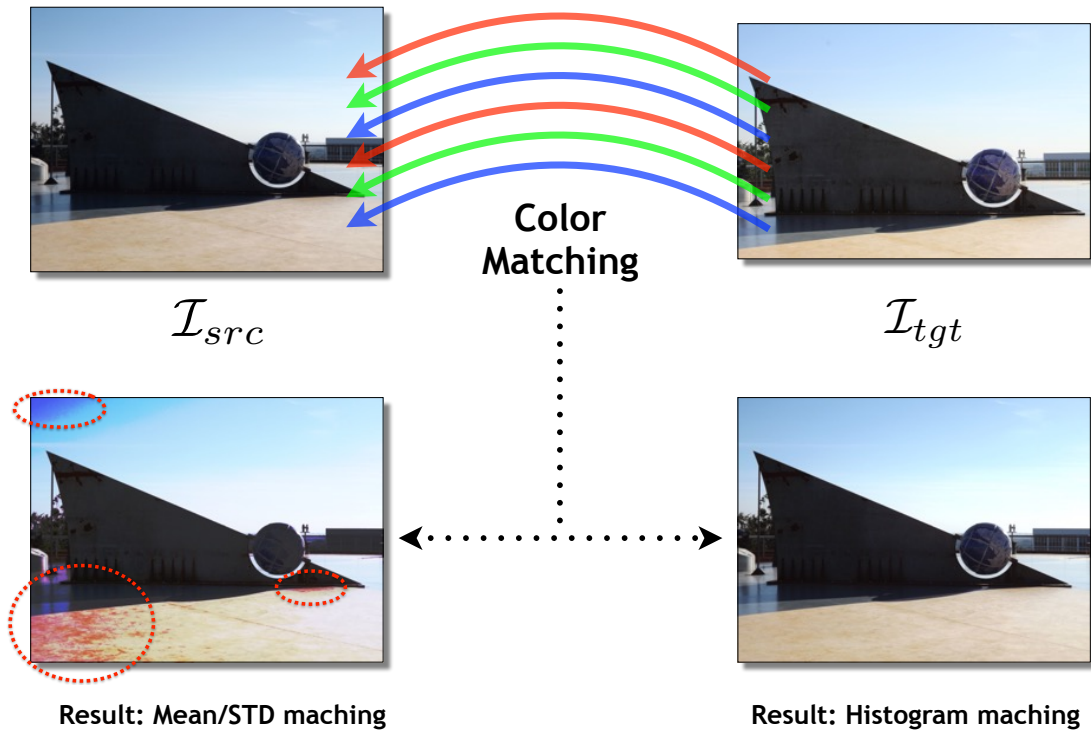 Color
Matching
I_src
I_tgt
Result: Mean/STD maching
Result: Histogram maching